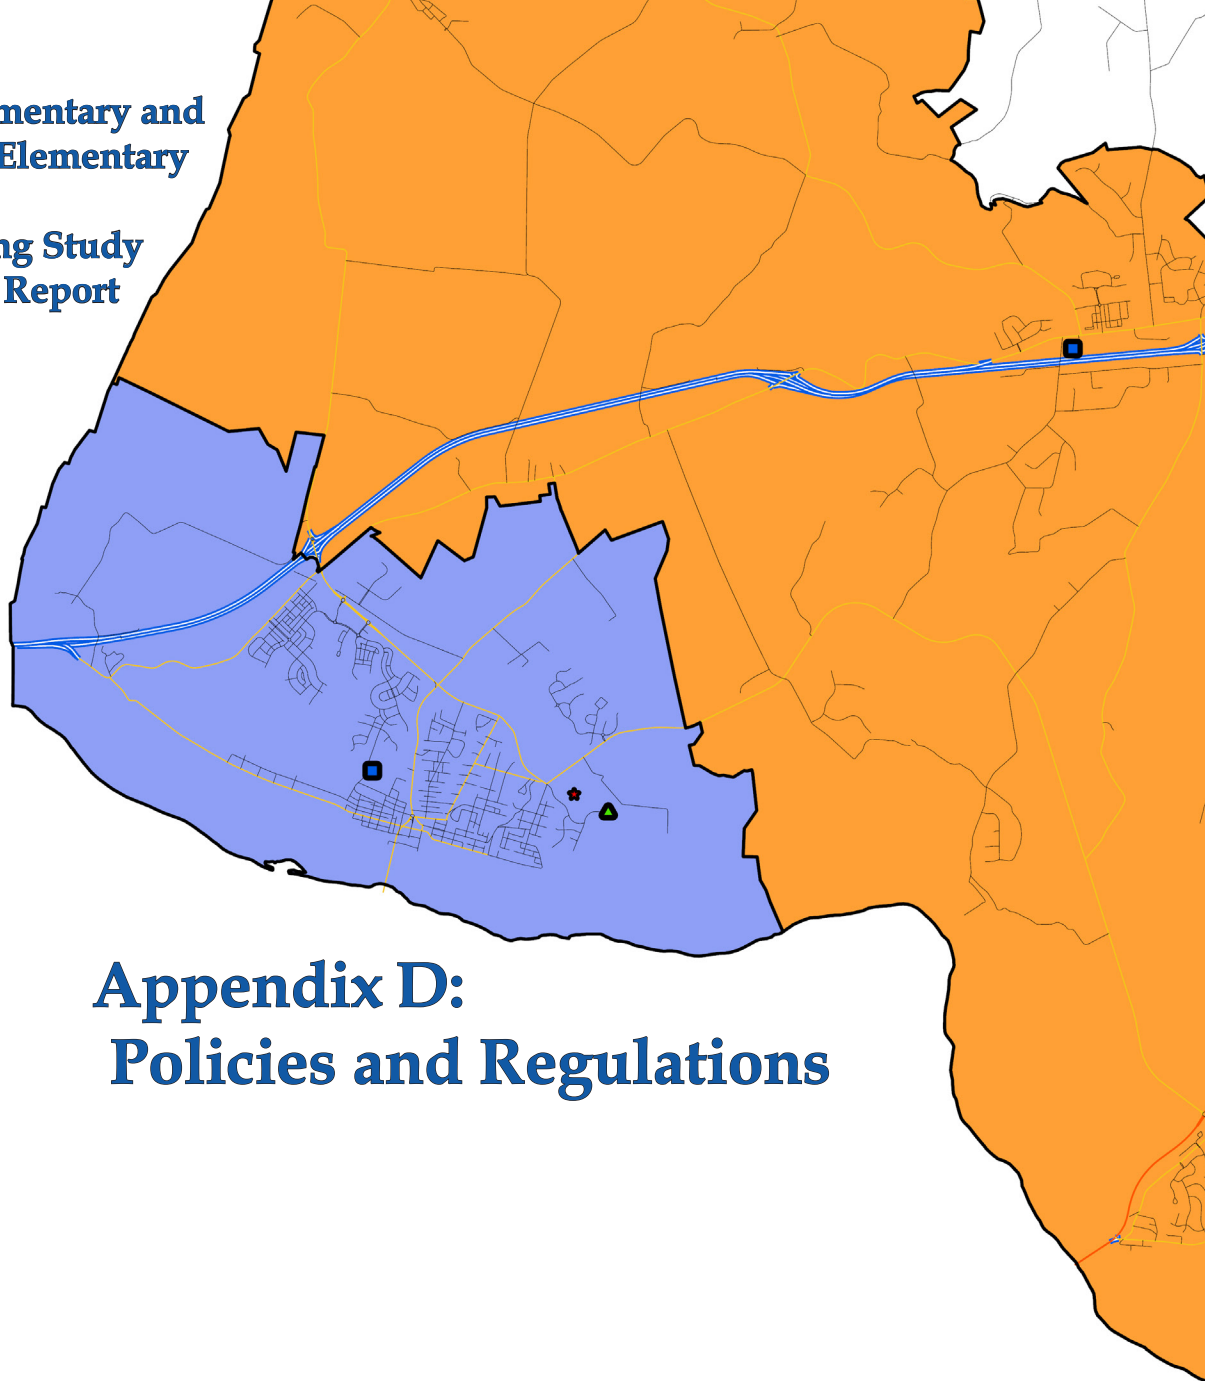 mentary and
Elementary
ng Study
Report
Appendix D:
Policies and Regulations